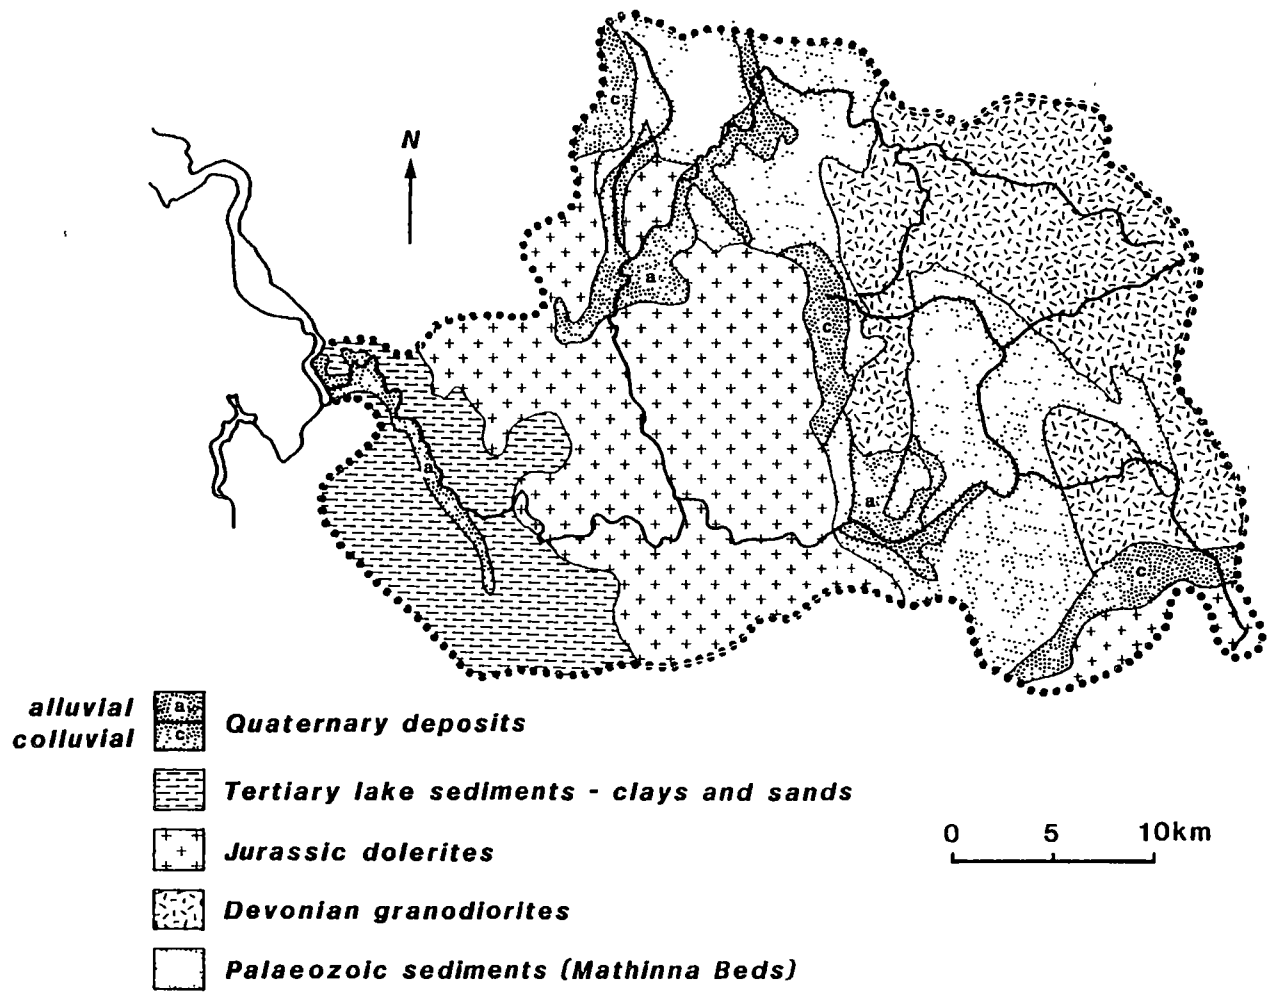 c
N
a
c
a
a
c
alluvial a Quaternary deposits
colluvial c
Tertiary lake sediments - clays and sands
0 5 10km
Jurassic dolerites
Devonian granodiorites
Palaeozoic sediments (Mathinna Beds)